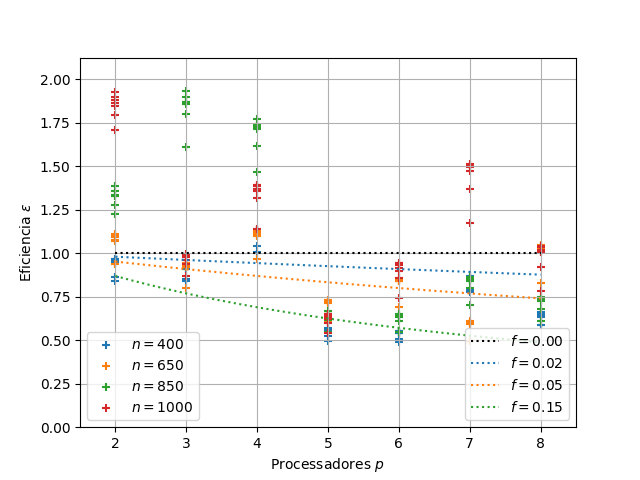 2.00
1.75
1.50
1.25
1.00
0.75
0.50
0.25
0.00
Eficiencia ε
n = 400
n = 650
n = 850
n = 1000
f = 0.00
f = 0.02
f = 0.05
f = 0.15
2 3 4 5 6 7 8
Processadores p